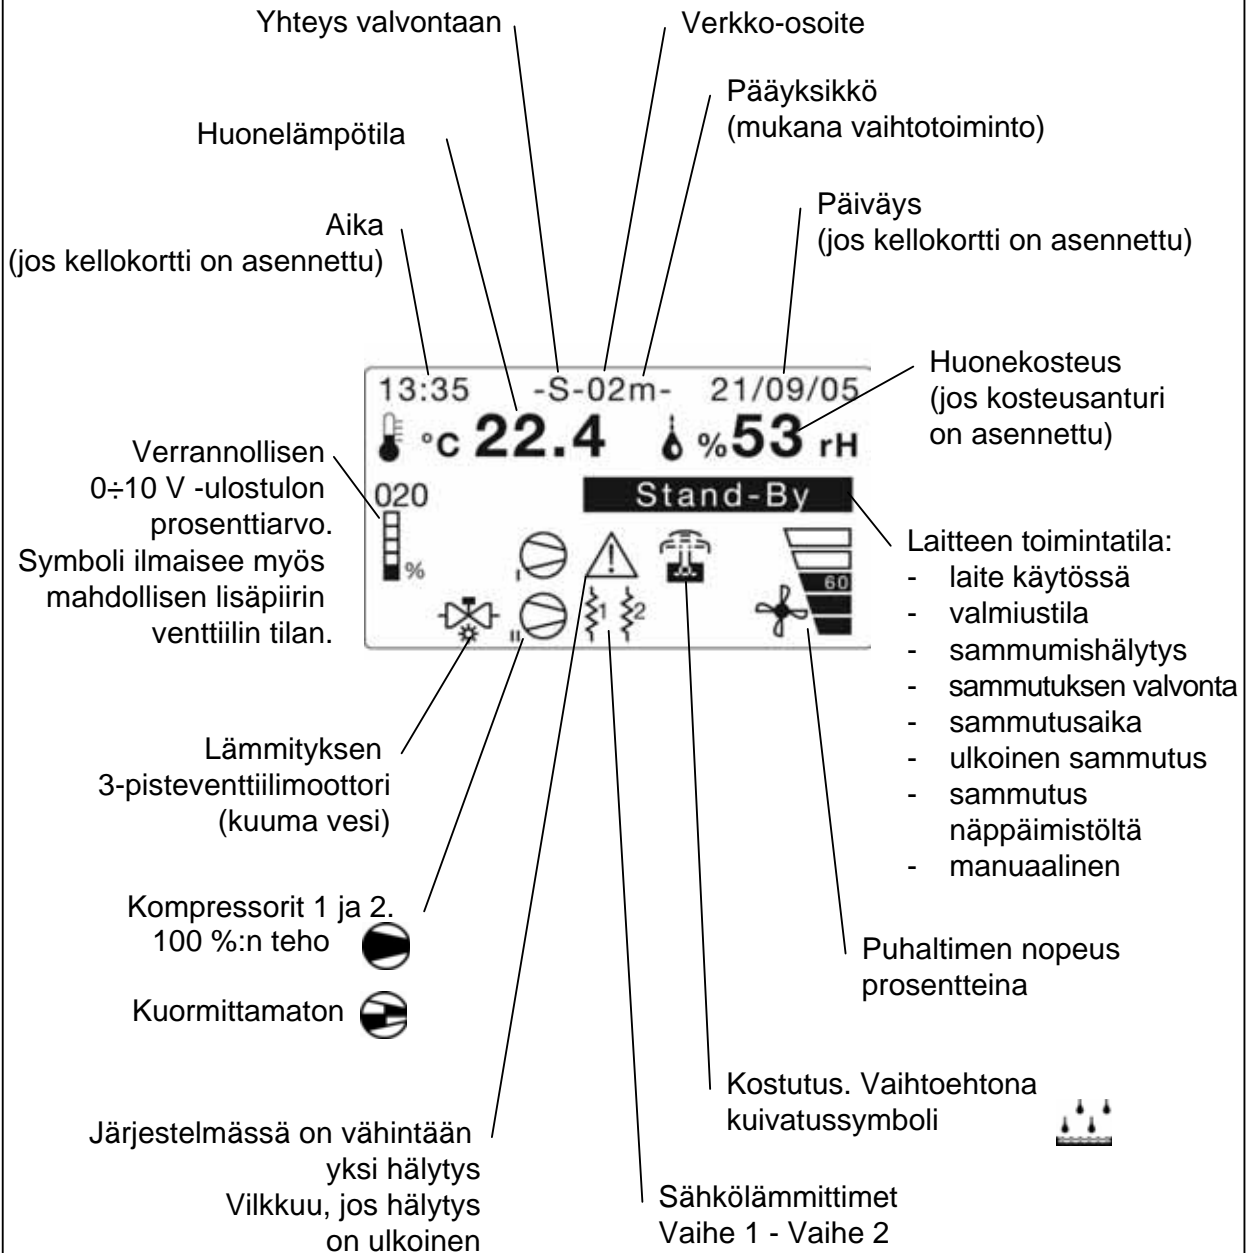 Yhteys valvontaan
Verkko-osoite
Pääyksikkö
(mukana vaihtotoiminto)
Huonelämpötila
Päiväys
(jos kellokortti on asennettu)
Aika
(jos kellokortti on asennettu)
Huonekosteus
(jos kosteusanturi
on asennettu)
13:35 -S-02m- 21/09/05
°C 22.4 % 53 rH
020 Stand-By
%
I
60
II 1 2
Verrannollisen
0÷10 V -ulostulon
prosenttiarvo.
Symboli ilmaisee myös
mahdollisen lisäpiirin
venttiilin tilan.
Laitteen toimintatila:
- laite käytössä
- valmiustila
- sammumishälytys
- sammutuksen valvonta
- sammutusaika
- ulkoinen sammutus
- sammutus
näppäimistöltä
- manuaalinen
Lämmityksen
3-pisteventtiilimoottori
(kuuma vesi)
Kompressorit 1 ja 2.
100 %:n teho
Kuormittamaton
Puhaltimen nopeus
prosentteina
Kostutus. Vaihtoehtona
kuivatussymboli
Järjestelmässä on vähintään
yksi hälytys
Vilkkuu, jos hälytys
on ulkoinen
Sähkölämmittimet
Vaihe 1 - Vaihe 2